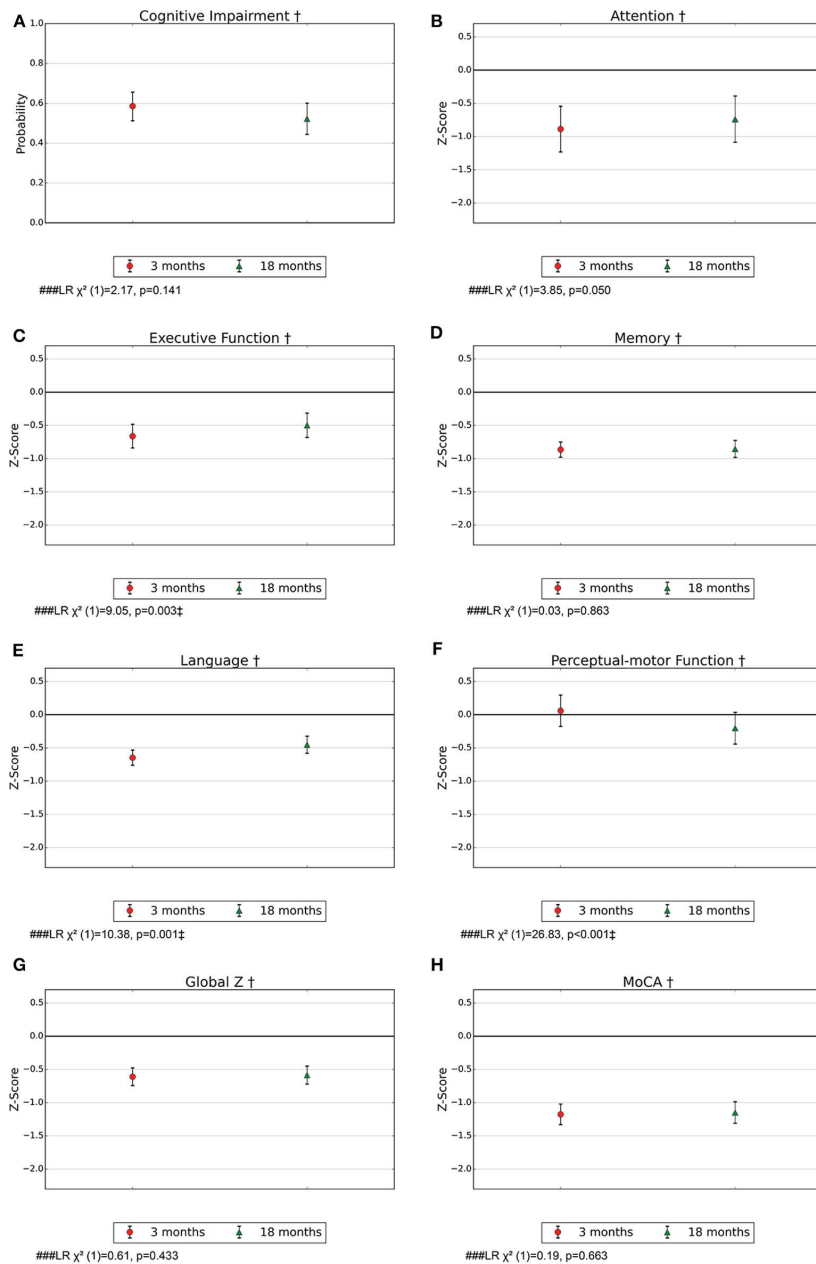 A
Cognitive Impairment †
1.0
0.8
0.6
0.4
0.2
0.0
Probability
3 months 18 months
###LR χ² (1)=2.17, p=0.141
B
Attention †
0.5
0.0
−0.5
−1.0
−1.5
−2.0
Z-Score
3 months 18 months
###LR χ² (1)=3.85, p=0.050
C
Executive Function †
0.5
0.0
−0.5
−1.0
−1.5
−2.0
Z-Score
3 months 18 months
###LR χ² (1)=9.05, p=0.003‡
D
Memory †
0.5
0.0
−0.5
−1.0
−1.5
−2.0
Z-Score
3 months 18 months
###LR χ² (1)=0.03, p=0.863
E
Language †
0.5
0.0
−0.5
−1.0
−1.5
−2.0
Z-Score
3 months 18 months
###LR χ² (1)=10.38, p=0.001‡
F
Perceptual-motor Function †
0.5
0.0
−0.5
−1.0
−1.5
−2.0
Z-Score
3 months 18 months
###LR χ² (1)=26.83, p<0.001‡
G
Global Z †
0.5
0.0
−0.5
−1.0
−1.5
−2.0
Z-Score
3 months 18 months
###LR χ² (1)=0.61, p=0.433
H
MoCA †
0.5
0.0
−0.5
−1.0
−1.5
−2.0
Z-Score
3 months 18 months
###LR χ² (1)=0.19, p=0.663